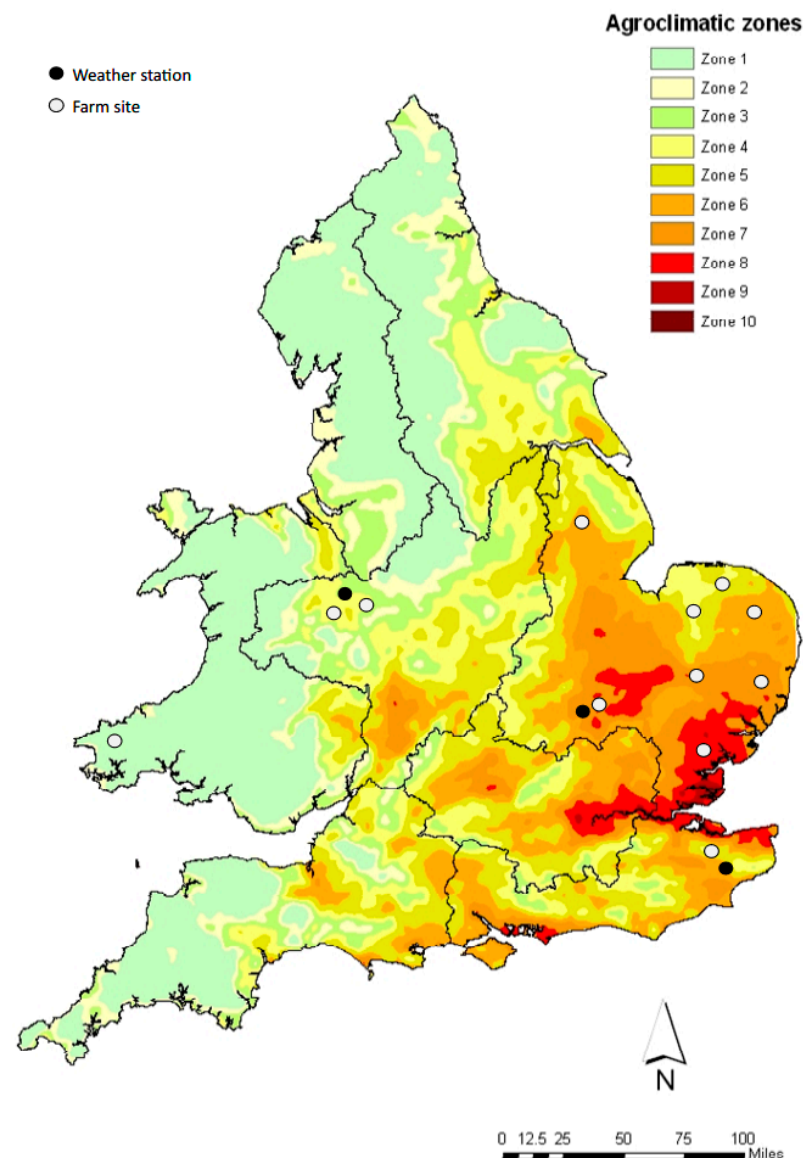 Agroclimatic zones
Weather station
Farm site
Zone 1
Zone 2
Zone 3
Zone 4
Zone 5
Zone 6
Zone 7
Zone 8
Zone 9
Zone 10
N
0 12.5 25 50 75 100
Miles